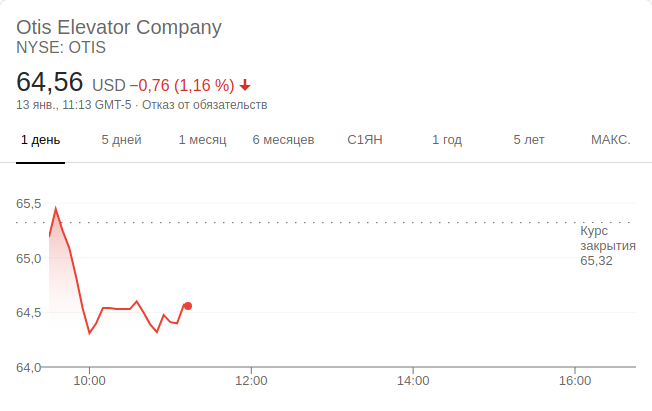 Otis Elevator Company
NYSE: OTIS
64,56 USD −0,76 (1,16 %)
13 янв., 11:13 GMT-5 · Отказ от обязательств
1 день 5 дней 1 месяц 6 месяцев С1ЯН 1 год 5 лет МАКС.
65,5
Курс
закрытия
65,32
65,0
64,5
64,0
10:00 12:00 14:00 16:00